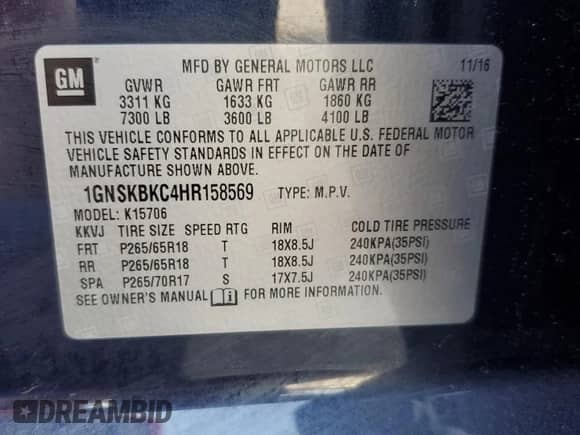 GM
MFD BY GENERAL MOTORS LLC 11/16
GVWR GAWR FRT GAWR RR
3311 KG 1633 KG 1860 KG
7300 LB 3600 LB 4100 LB
THIS VEHICLE CONFORMS TO ALL APPLICABLE U.S. FEDERAL MOTOR
VEHICLE SAFETY STANDARDS IN EFFECT ON THE DATE OF
MANUFACTURE SHOWN ABOVE.
1GNSKBKC4HR158569 TYPE: M.P.V.
MODEL: K15706
KKVJ TIRE SIZE SPEED RTG RIM COLD TIRE PRESSURE
FRT P265/65R18 T 18X8.5J 240KPA(35PSI)
RR P265/65R18 T 18X8.5J 240KPA(35PSI)
SPA P265/70R17 S 17X7.5J 240KPA(35PSI)
SEE OWNER'S MANUAL FOR MORE INFORMATION.
DREAMBID